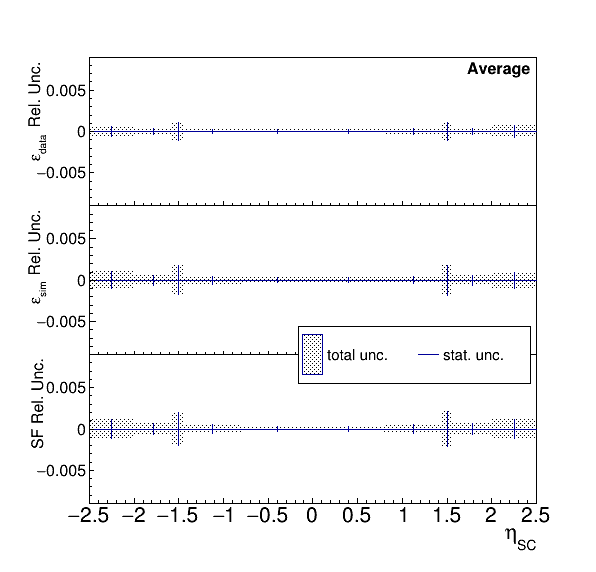 Average
ε_data Rel. Unc.
0.005
0
−0.005
ε_sim Rel. Unc.
0.005
0
−0.005
total unc.
stat. unc.
SF Rel. Unc.
0.005
0
−0.005
−2.5 −2 −1.5 −1 −0.5 0 0.5 1 1.5 2 2.5
η_SC